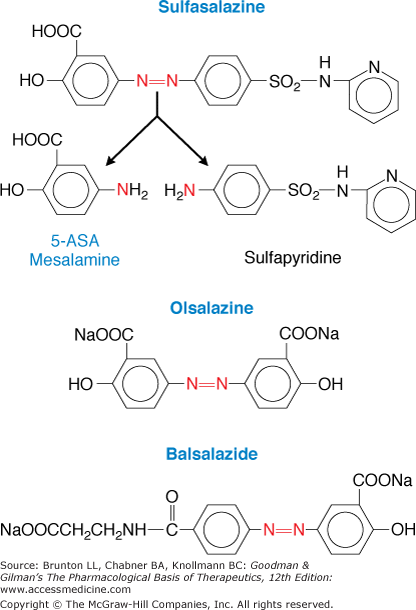 Sulfasalazine
HOOC
HO
N=N
SO2
H
N
N
HOOC
HO
NH2
H2N
SO2
H
N
N
5-ASA
Mesalamine
Sulfapyridine
Olsalazine
NaOOC
COONa
HO
N=N
OH
Balsalazide
COONa
O
NaOOCCH2CH2NH
C
N=N
OH
Source: Brunton LL, Chabner BA, Knollmann BC: Goodman &
Gilman's The Pharmacological Basis of Therapeutics, 12th Edition:
www.accessmedicine.com
Copyright © The McGraw-Hill Companies, Inc. All rights reserved.